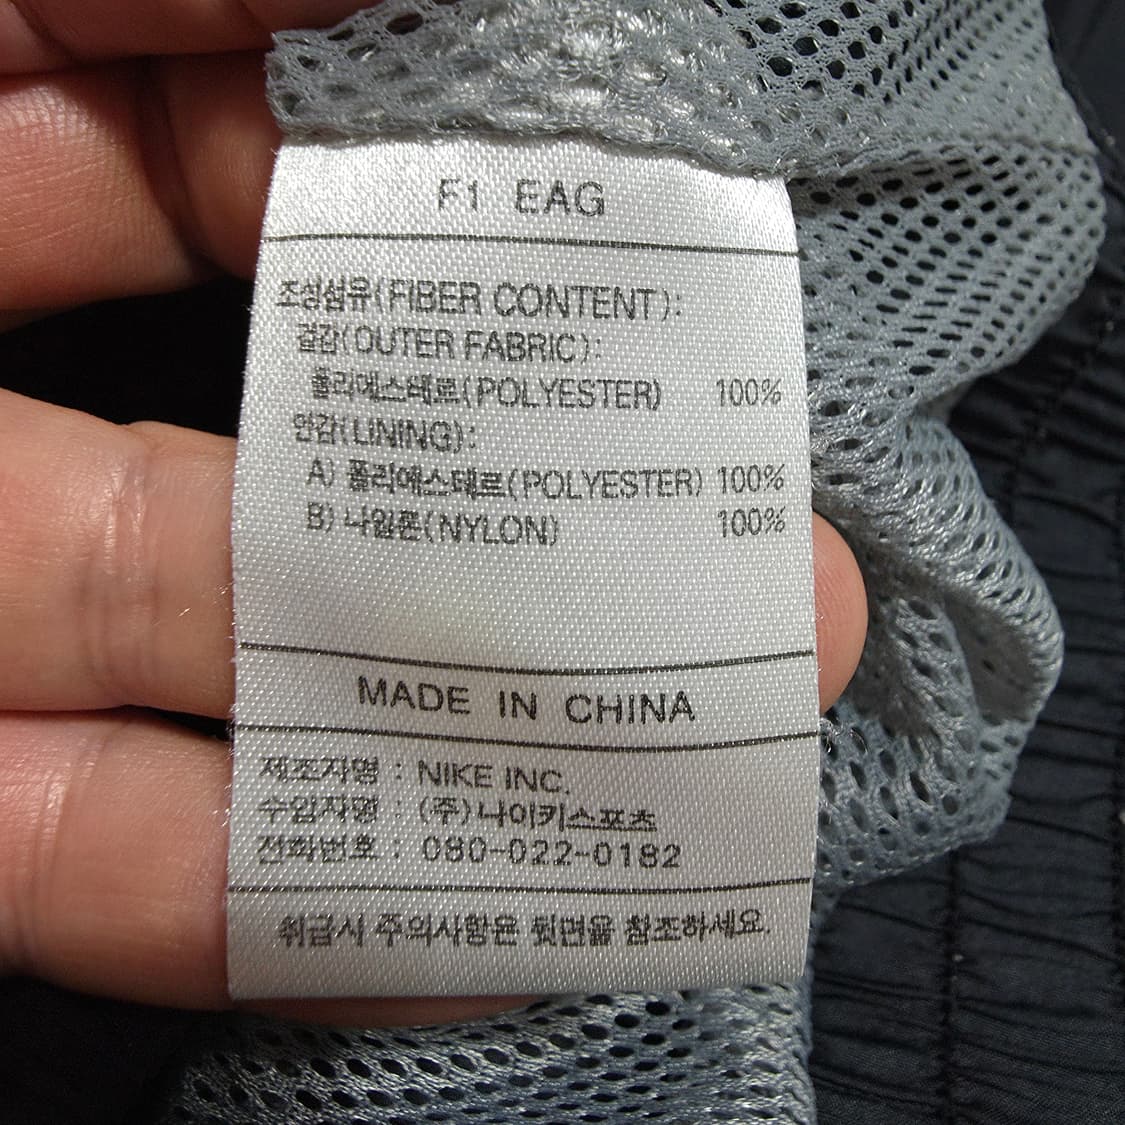 F1 EAG
조성섬유(FIBER CONTENT):
겉감(OUTER FABRIC):
폴리에스테르(POLYESTER) 100%
안감(LINING):
A) 폴리에스테르(POLYESTER) 100%
B) 나일론(NYLON) 100%
MADE IN CHINA
제조자명 : NIKE INC.
수입자명 : (주)나이키스포츠
전화번호 : 080-022-0182
취급시 주의사항은 뒷면을 참조하세요.